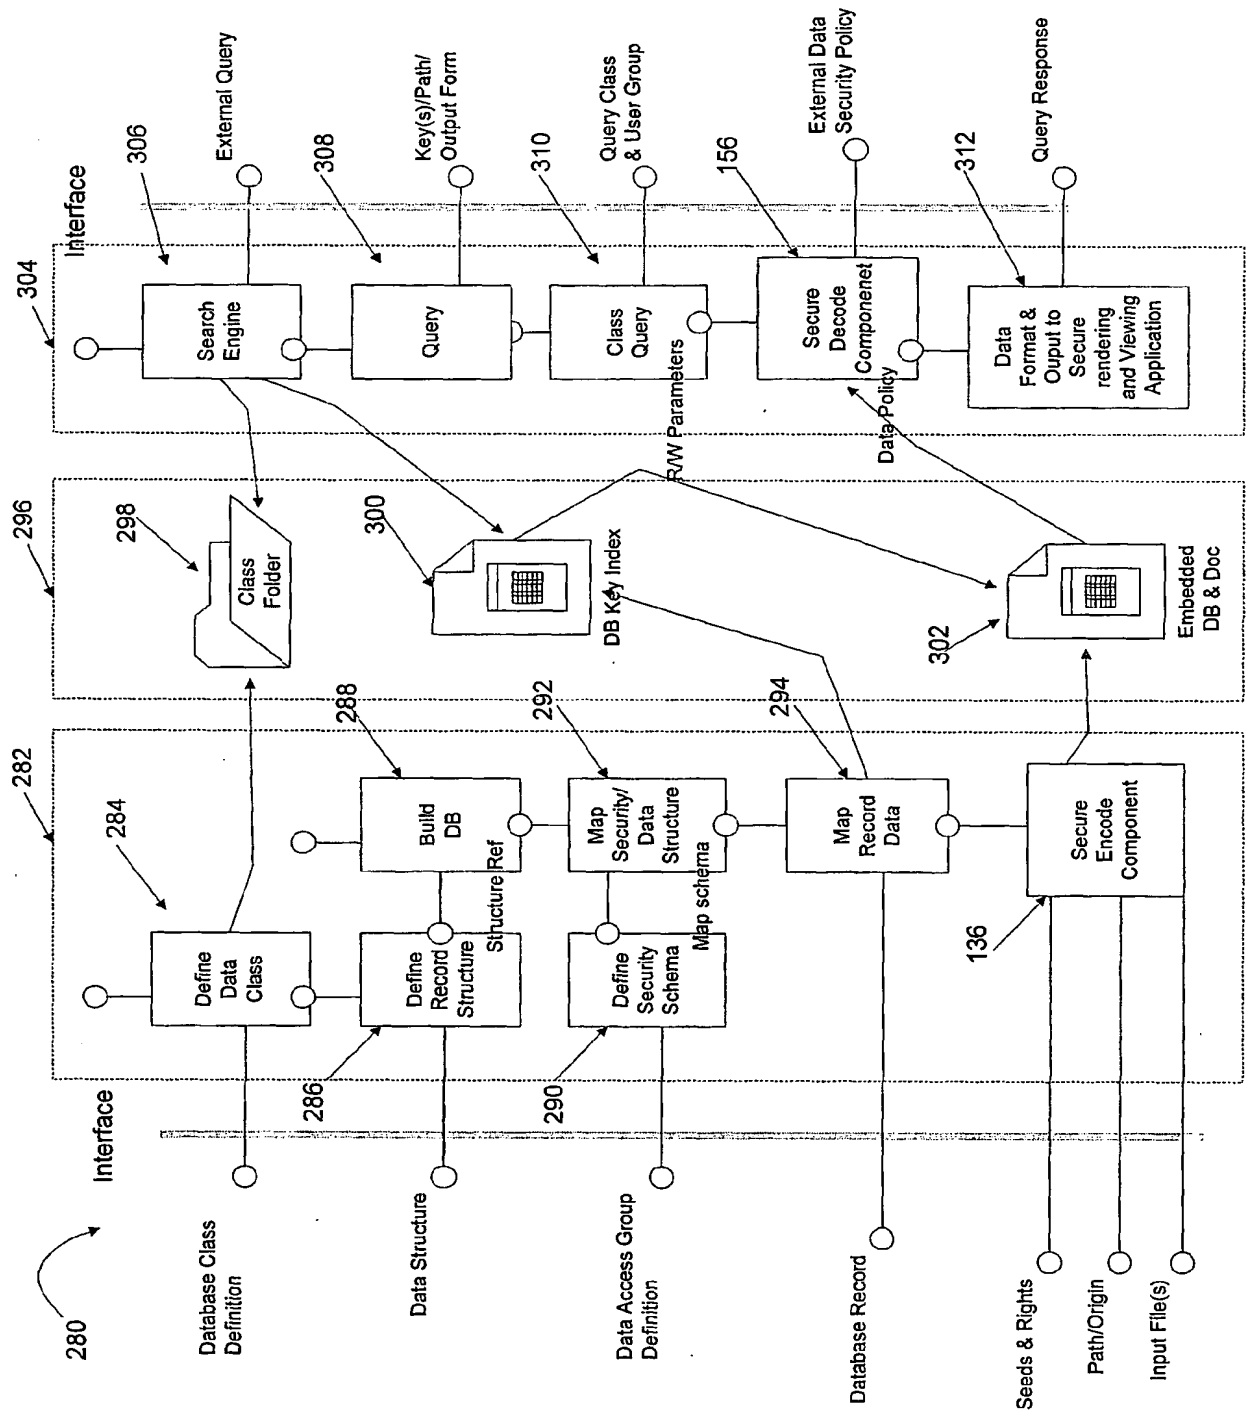 280
Interface
Database Class
Definition
Data Structure
Data Access Group
Definition
Database Record
Seeds & Rights
Path/Origin
Input File(s)
282
284
Define
Data
Class
286
Define
Record
Structure
Structure Ref
288
Build
DB
290
Define
Security
Schema
Map schema
292
Map
Security/
Data
Structure
294
Map
Record
Data
136
Secure
Encode
Component
296
298
Class
Folder
300
DB Key Index
302
Embedded
DB & Doc
304
Interface
306
Search
Engine
External Query
308
Query
Key(s)/Path/
Output Form
310
Class
Query
R/W Parameters
Query Class
& User Group
156
Secure
Decode
Componenet
Data Policy
External Data
Security Policy
312
Data
Format &
Ouput to
Secure
rendering
and Viewing
Application
Query Response